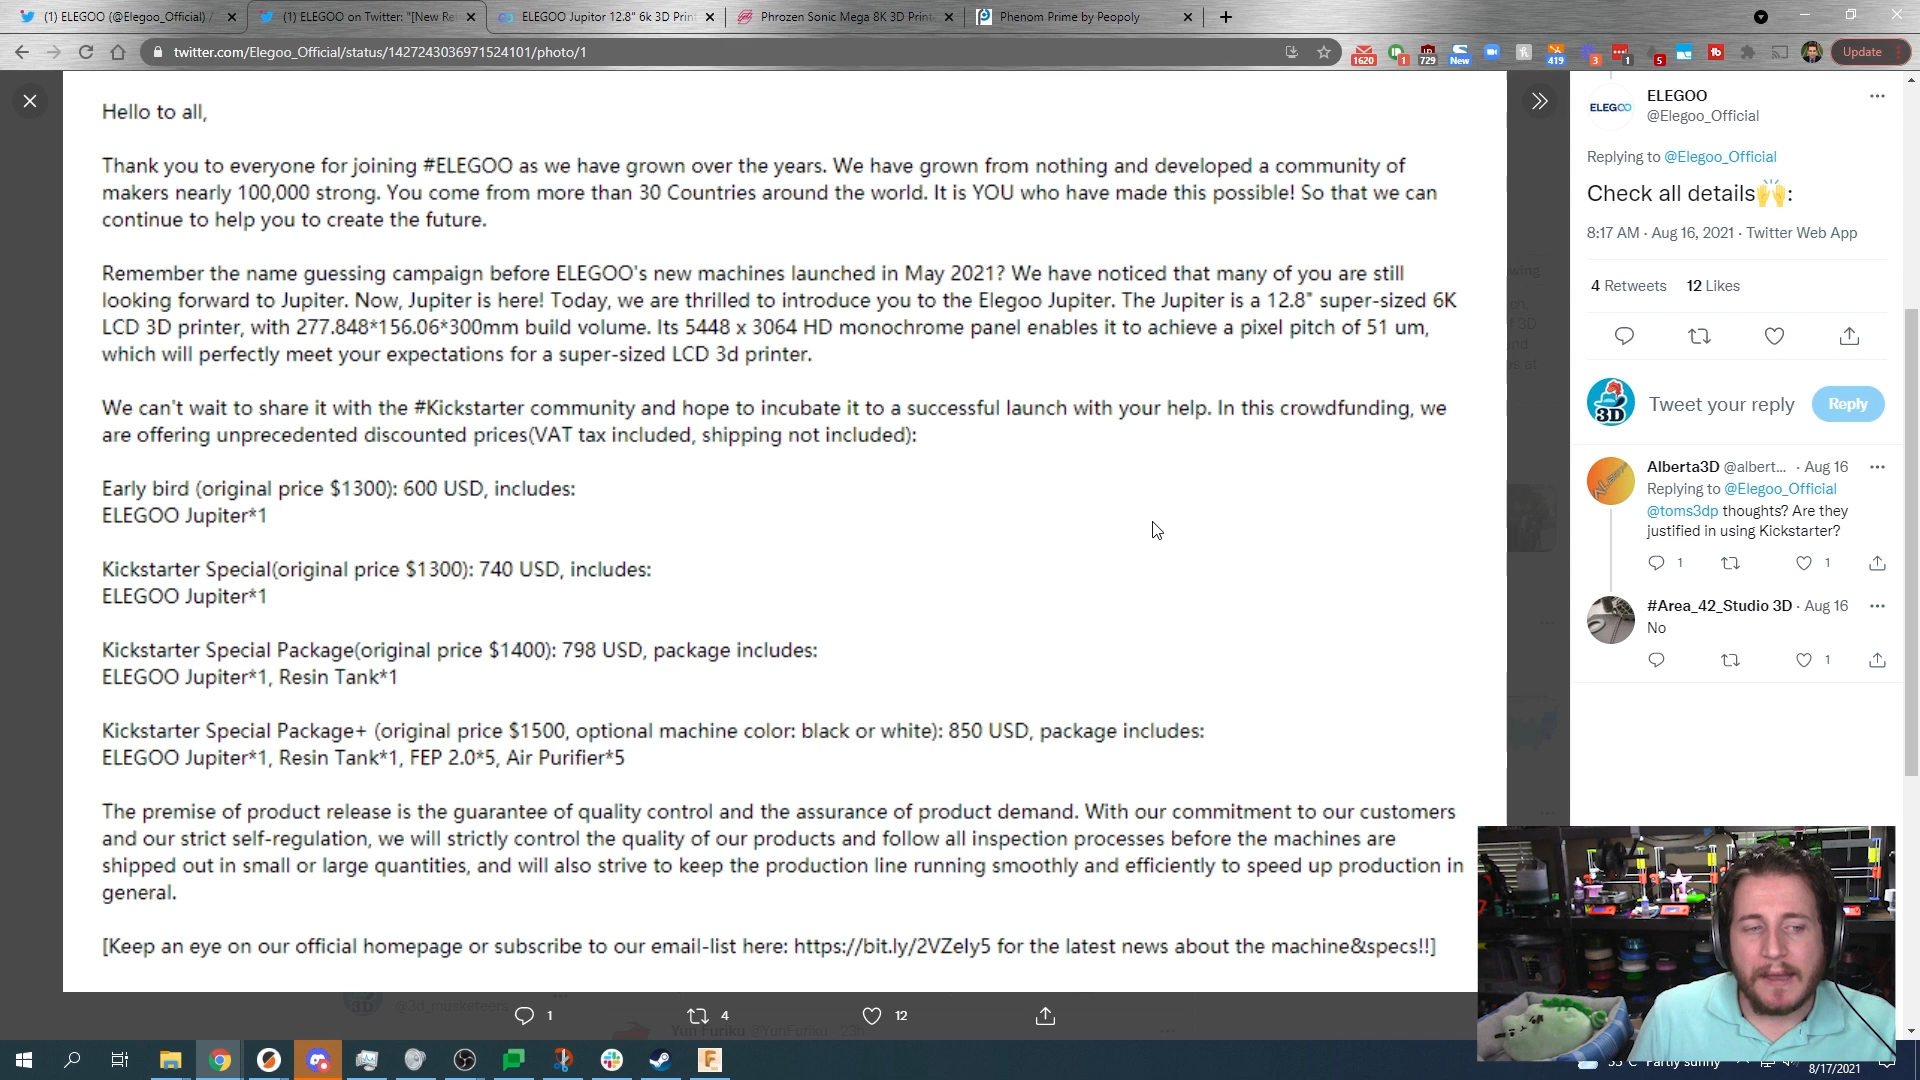 (1) ELEGOO (@Elegoo_Official) /
(1) ELEGOO on Twitter: "[New Re
ELEGOO Jupitor 12.8" 6k 3D Prin
Phrozen Sonic Mega 8K 3D Print
Phenom Prime by Peopoly
twitter.com/Elegoo_Official/status/1427243036971524101/photo/1
1620
1
729
New
419
3
1
5
Update
Hello to all,
Thank you to everyone for joining #ELEGOO as we have grown over the years. We have grown from nothing and developed a community of
makers nearly 100,000 strong. You come from more than 30 Countries around the world. It is YOU who have made this possible! So that we can
continue to help you to create the future.
Remember the name guessing campaign before ELEGOO's new machines launched in May 2021? We have noticed that many of you are still
looking forward to Jupiter. Now, Jupiter is here! Today, we are thrilled to introduce you to the Elegoo Jupiter. The Jupiter is a 12.8" super-sized 6K
LCD 3D printer, with 277.848*156.06*300mm build volume. Its 5448 x 3064 HD monochrome panel enables it to achieve a pixel pitch of 51 um,
which will perfectly meet your expectations for a super-sized LCD 3d printer.
We can't wait to share it with the #Kickstarter community and hope to incubate it to a successful launch with your help. In this crowdfunding, we
are offering unprecedented discounted prices(VAT tax included, shipping not included):
Early bird (original price $1300): 600 USD, includes:
ELEGOO Jupiter*1
Kickstarter Special(original price $1300): 740 USD, includes:
ELEGOO Jupiter*1
Kickstarter Special Package(original price $1400): 798 USD, package includes:
ELEGOO Jupiter*1, Resin Tank*1
Kickstarter Special Package+ (original price $1500, optional machine color: black or white): 850 USD, package includes:
ELEGOO Jupiter*1, Resin Tank*1, FEP 2.0*5, Air Purifier*5
The premise of product release is the guarantee of quality control and the assurance of product demand. With our commitment to our customers
and our strict self-regulation, we will strictly control the quality of our products and follow all inspection processes before the machines are
shipped out in small or large quantities, and will also strive to keep the production line running smoothly and efficiently to speed up production in
general.
[Keep an eye on our official homepage or subscribe to our email-list here: https://bit.ly/2VZeIy5 for the latest news about the machine&specs!!]
@3d_musketeers
Yun Furiku @YunFuriku · 23h
1
4
12
ELEGOO
ELEGOO
@Elegoo_Official
Replying to @Elegoo_Official
Check all details🙌:
8:17 AM · Aug 16, 2021 · Twitter Web App
4 Retweets 12 Likes
3D
Tweet your reply
Reply
Alberta3D @albert... · Aug 16
Replying to @Elegoo_Official
@toms3dp thoughts? Are they
justified in using Kickstarter?
1
1
#Area_42_Studio 3D · Aug 16
No
1
Partly sunny
8/17/2021